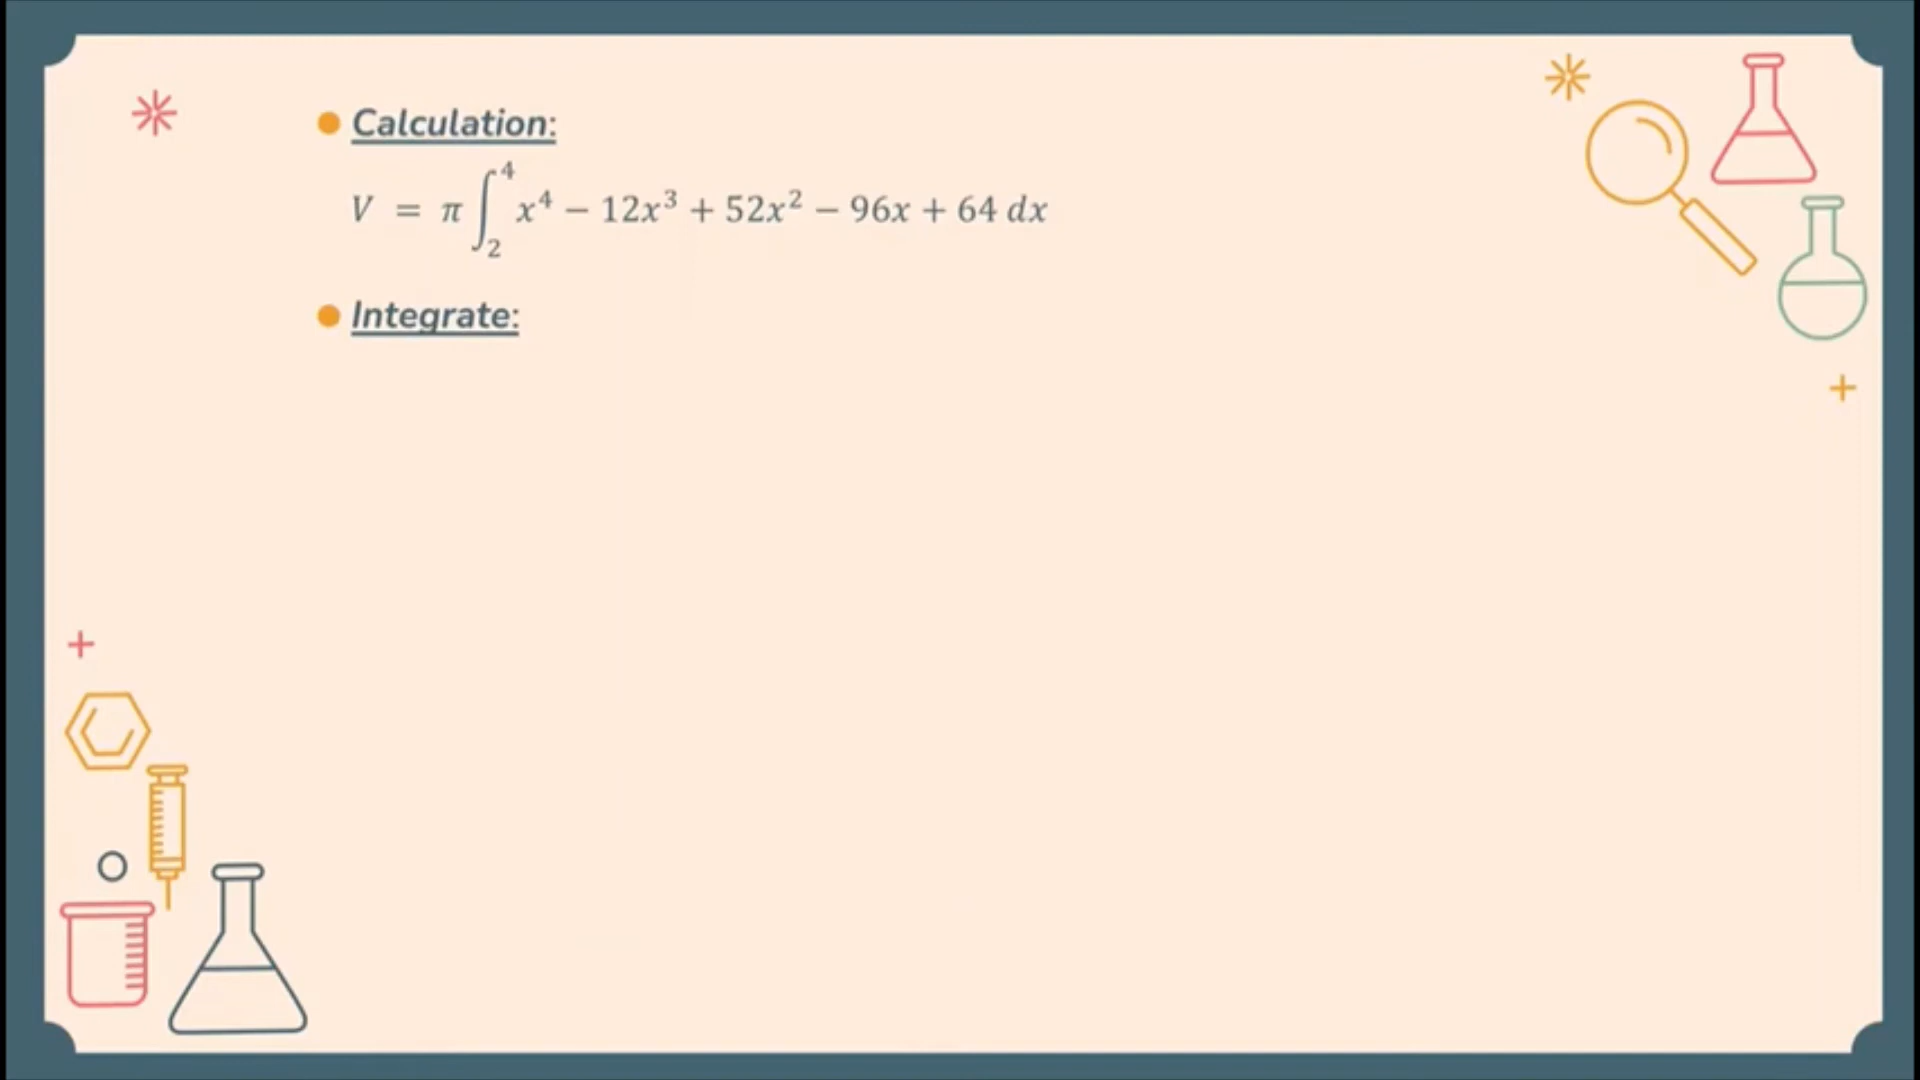 Calculation:
V = π∫₂⁴ x⁴ − 12x³ + 52x² − 96x + 64 dx
Integrate: